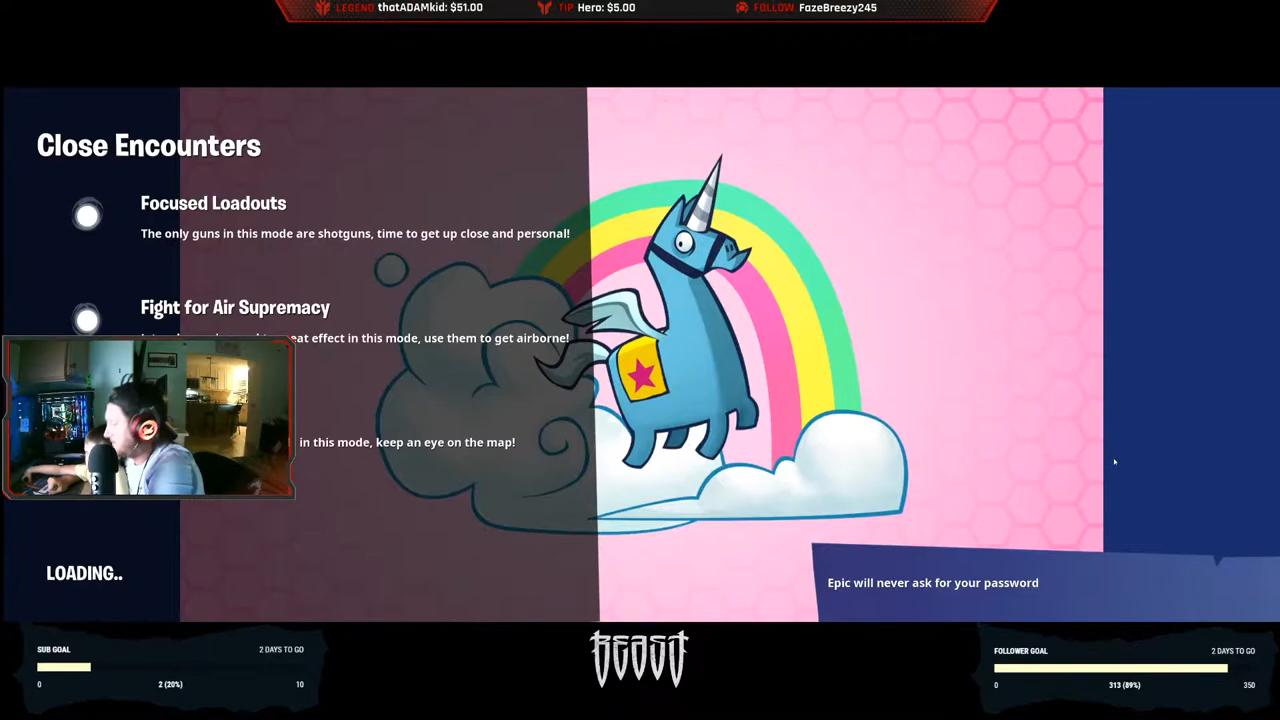 LEGEND thatADAMkid: $51.00 TIP Hero: $5.00 FOLLOW FazeBreezy245
Close Encounters
Focused Loadouts
The only guns in this mode are shotguns, time to get up close and personal!
Fight for Air Supremacy
eat effect in this mode, use them to get airborne!
in this mode, keep an eye on the map!
LOADING..
Epic will never ask for your password
SUB GOAL 2 DAYS TO GO
0 2 (20%) 10
BEAST
FOLLOWER GOAL 2 DAYS TO GO
0 313 (89%) 350